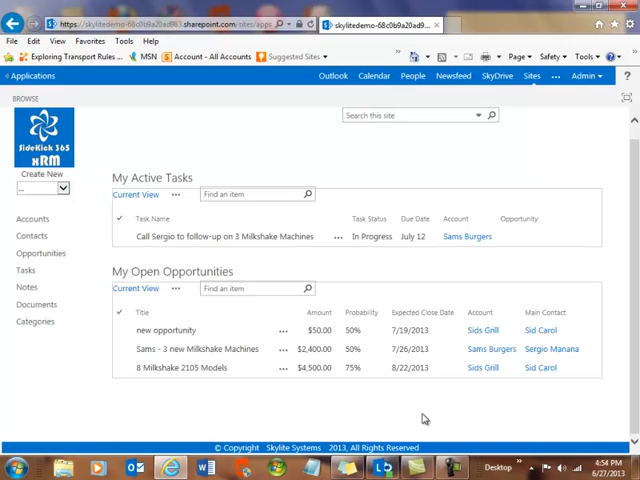 https://skylitedemo-68c0b9a20ad983.sharepoint.com/sites/apps
skylitedemo-68c0b9a20ad9...
File Edit View Favorites Tools Help
Exploring Transport Rules ... MSN Account - All Accounts Suggested Sites
Page Safety Tools
Applications
Outlook Calendar People Newsfeed SkyDrive Sites ... Admin ?
BROWSE
SideKick 365
xRM
Search this site
Create New
...
Accounts
Contacts
Opportunities
Tasks
Notes
Documents
Categories
My Active Tasks
Current View ... Find an item
Task Name Task Status Due Date Account Opportunity
Call Sergio to follow-up on 3 Milkshake Machines ... In Progress July 12 Sams Burgers
My Open Opportunities
Current View ... Find an item
Title Amount Probability Expected Close Date Account Main Contact
new opportunity ... $50.00 50% 7/19/2013 Sids Grill Sid Carol
Sams - 3 new Milkshake Machines ... $2,400.00 50% 7/26/2013 Sams Burgers Sergio Manana
8 Milkshake 2105 Models ... $4,500.00 75% 8/22/2013 Sids Grill Sid Carol
© Copyright Skylite Systems 2013, All Rights Reserved
Desktop
4:54 PM
6/27/2013